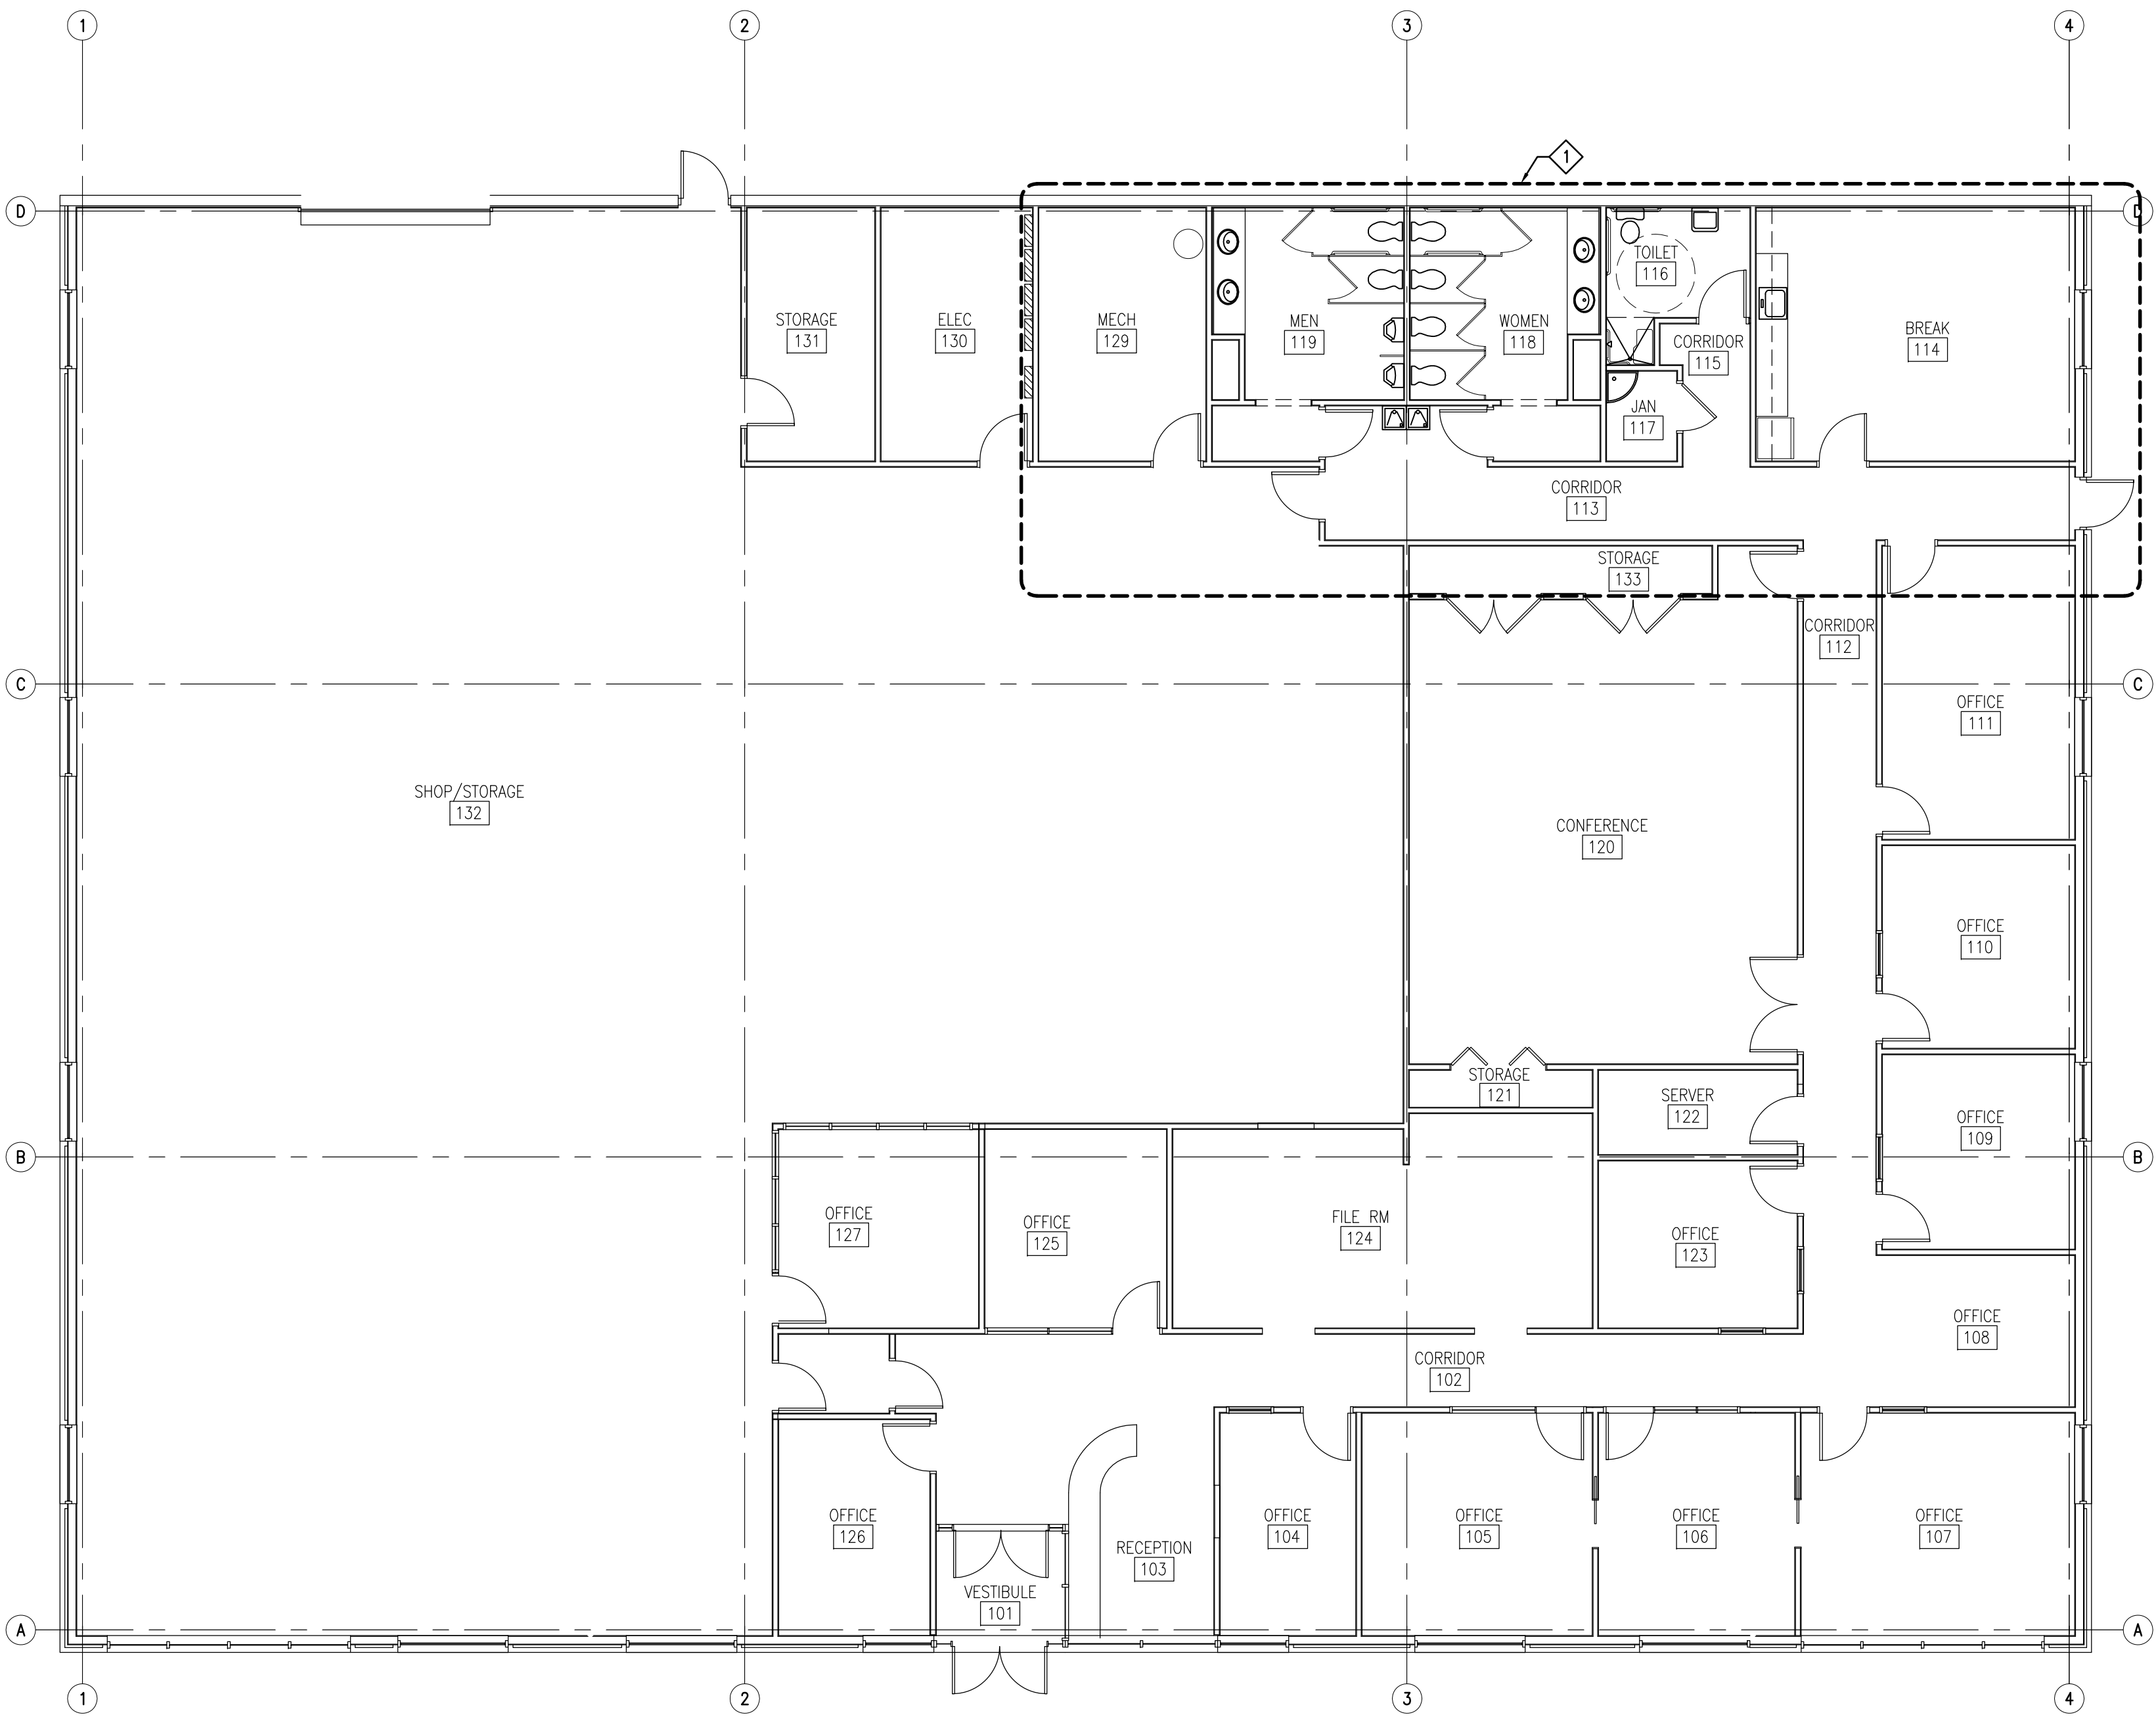 1
2
3
4
1
D
D
STORAGE
131
ELEC
130
MECH
129
MEN
119
WOMEN
118
TOILET
116
CORRIDOR
115
JAN
117
BREAK
114
CORRIDOR
113
STORAGE
133
CORRIDOR
112
C
C
OFFICE
111
SHOP/STORAGE
132
CONFERENCE
120
OFFICE
110
STORAGE
121
SERVER
122
OFFICE
109
B
B
OFFICE
127
OFFICE
125
FILE RM
124
OFFICE
123
OFFICE
108
CORRIDOR
102
OFFICE
126
VESTIBULE
101
RECEPTION
103
OFFICE
104
OFFICE
105
OFFICE
106
OFFICE
107
A
A
1
2
3
4